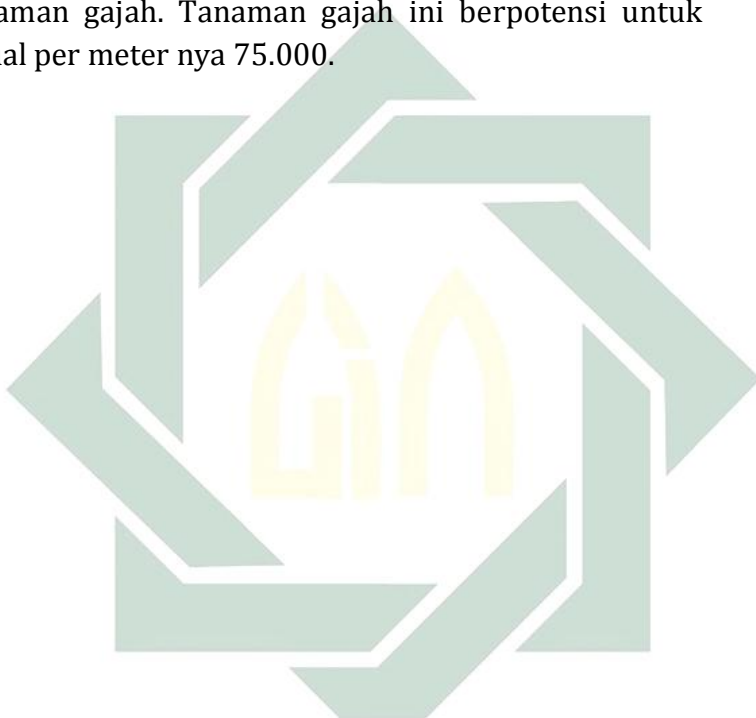 aman gajah. Tanaman gajah ini berpotensi untuk
al per meter nya 75.000.